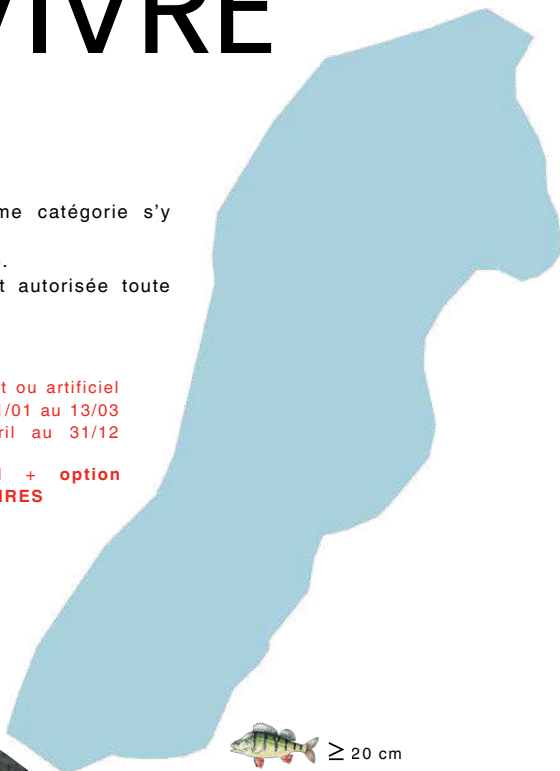 VIVRE
me catégorie s'y
.
t autorisée toute
t ou artificiel
/01 au 13/03
ril au 31/12
+ option
IRES
≥ 20 cm